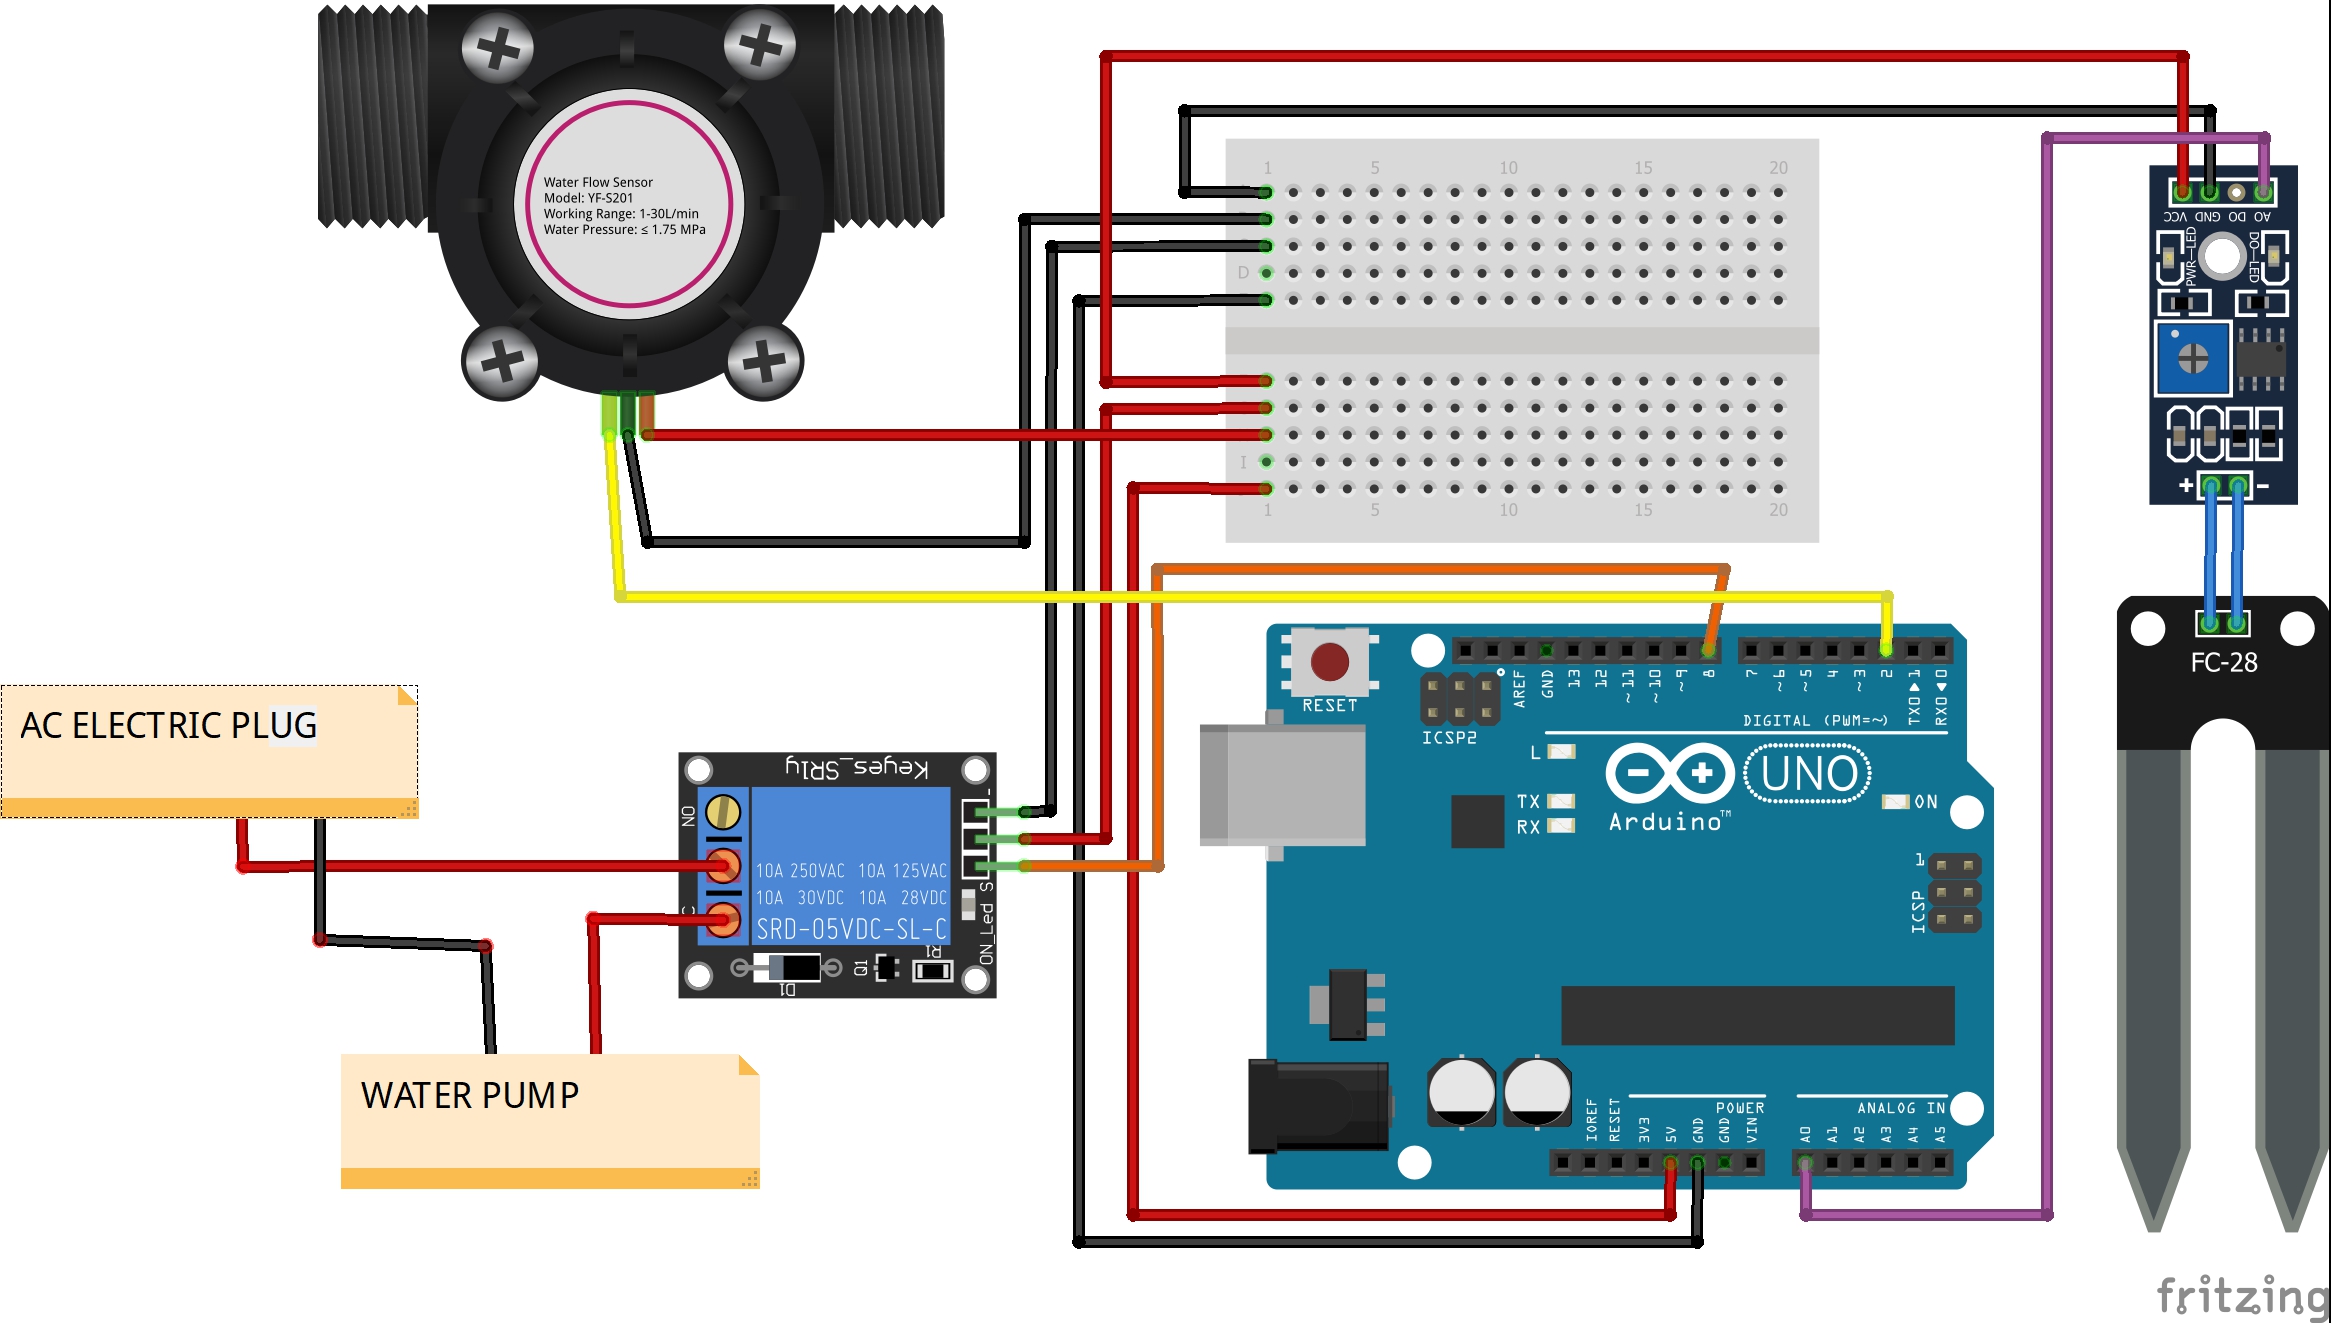 Water Flow Sensor
Model: YF-S201
Working Range: 1-30L/min
Water Pressure: ≤ 1.75 MPa
1 5 10 15 20
D
I
1 5 10 15 20
VCC GND DO AO
PWR-LED
DO-LED
+ -
FC-28
AC ELECTRIC PLUG
WATER PUMP
Keyes_SR1y
NO
C
-
S
10A 250VAC 10A 125VAC
10A 30VDC 10A 28VDC
SRD-05VDC-SL-C
ON_Led
D1
Q1
R1
RESET
ICSP2
AREF
GND
13
12
~11
~10
~9
8
7
~6
~5
4
~3
2
TX0▶1
RX0◀0
DIGITAL (PWM=~)
L
TX
RX
UNO
Arduino™
ON
1
ICSP
IOREF
RESET
3V3
5V
GND
GND
VIN
POWER
ANALOG IN
A0
A1
A2
A3
A4
A5
fritzing